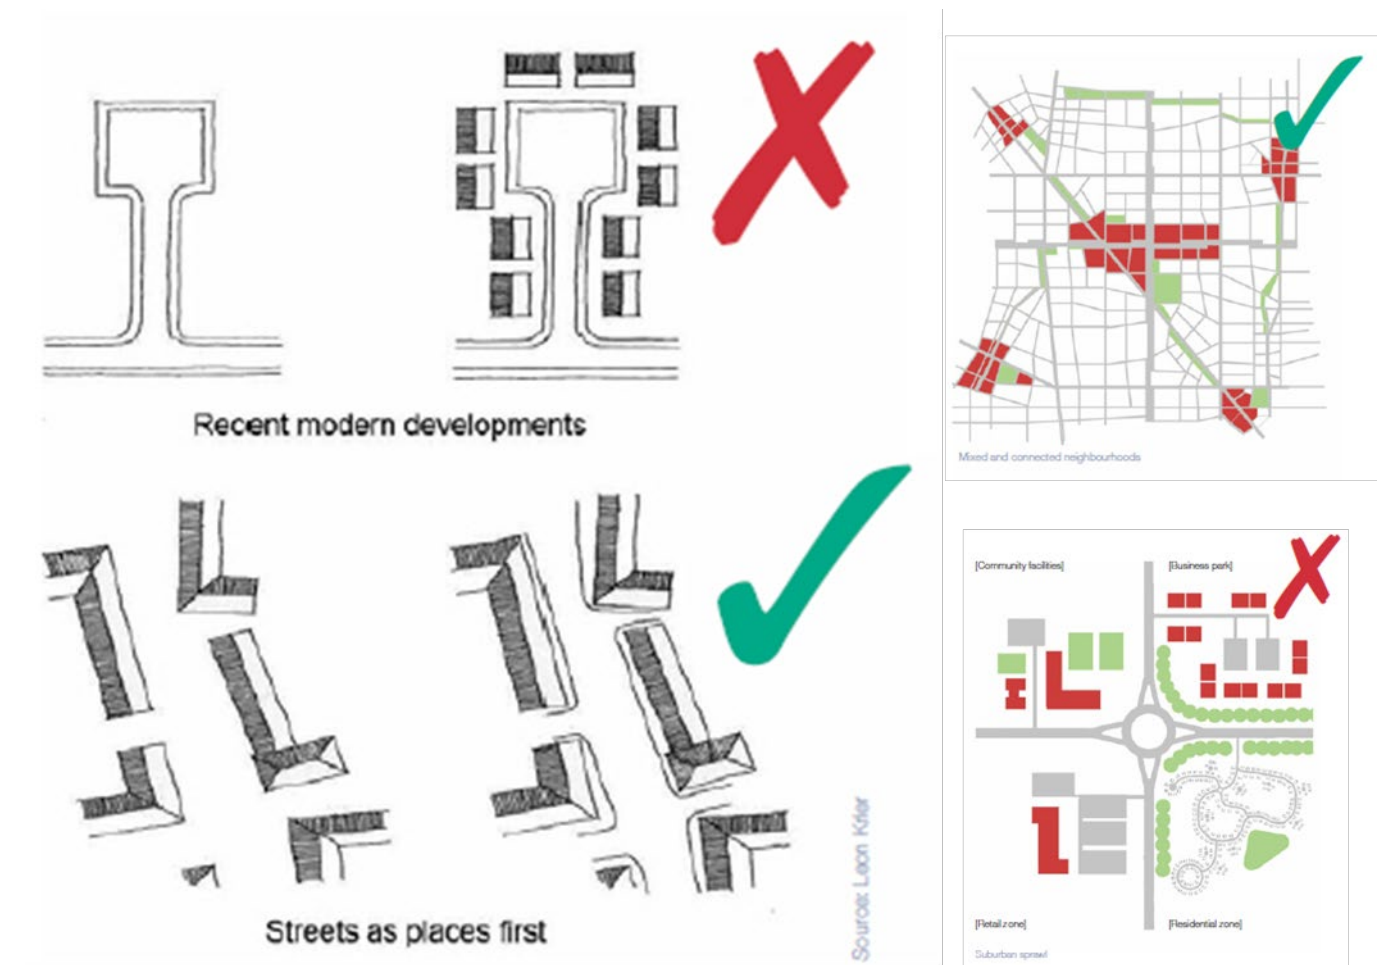 Recent modern developments
Streets as places first
Source: Leon Krier
Mixed and connected neighbourhoods
[Community facilities]
[Business park]
[Retail zone]
[Residential zone]
Suburban sprawl